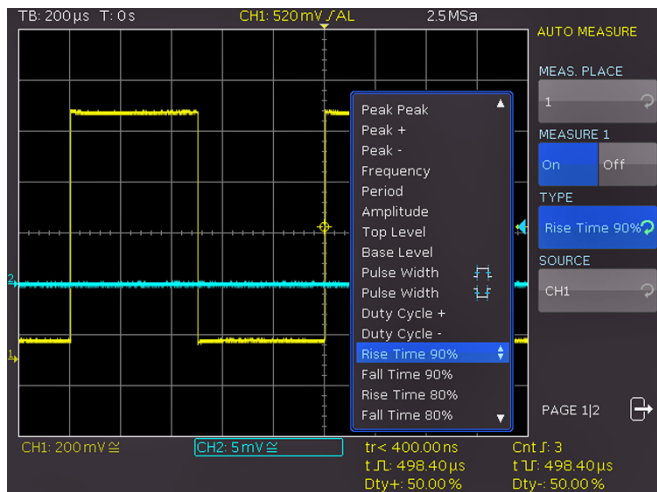 TB: 200µs T: 0s CH1: 520mV / AL 2.5MSa
AUTO MEASURE
MEAS. PLACE
1
MEASURE 1
On Off
TYPE
Rise Time 90%
SOURCE
CH1
PAGE 1|2
Peak Peak
Peak +
Peak -
Frequency
Period
Amplitude
Top Level
Base Level
Pulse Width
Pulse Width
Duty Cycle +
Duty Cycle -
Rise Time 90%
Fall Time 90%
Rise Time 80%
Fall Time 80%
2
1
CH1: 200mV≅ CH2: 5mV≅ tr< 400.00ns Cnt ʃ: 3
t⎍: 498.40µs t⊔: 498.40µs
Dty+: 50.00% Dty-: 50.00%